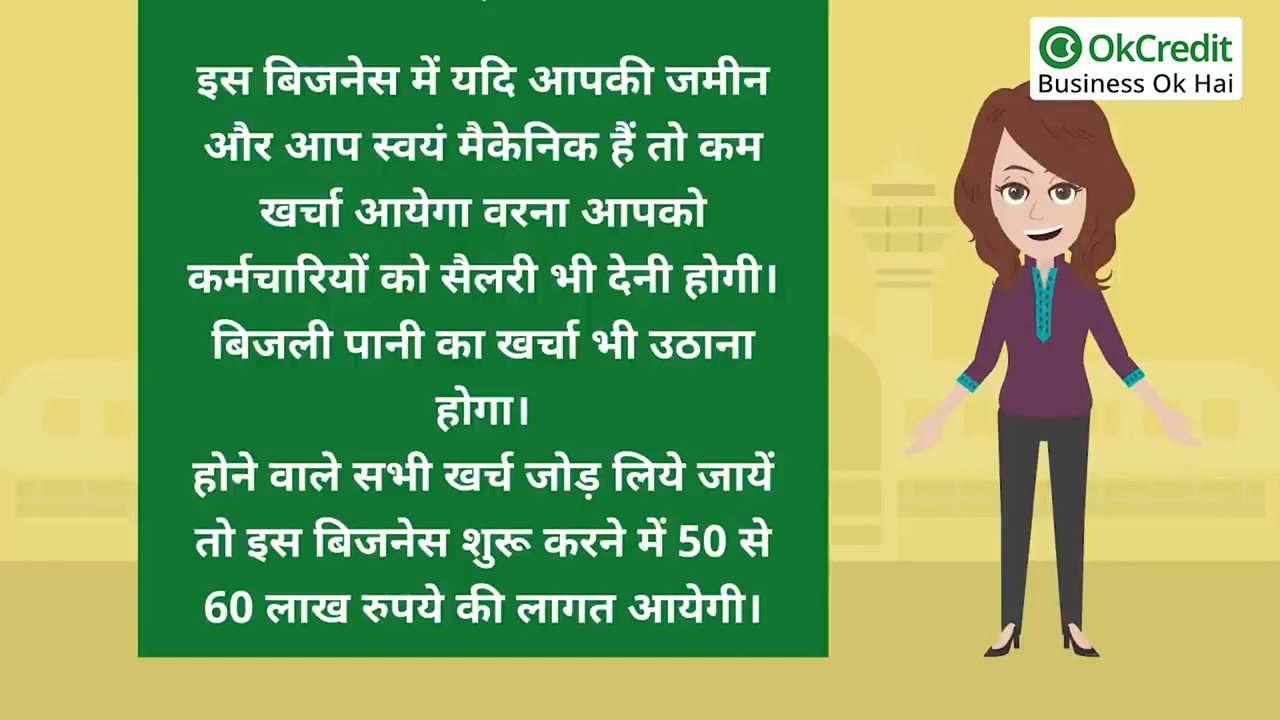 इस बिजनेस में यदि आपकी जमीन
और आप स्वयं मैकेनिक हैं तो कम
खर्चा आयेगा वरना आपको
कर्मचारियों को सैलरी भी देनी होगी।
बिजली पानी का खर्चा भी उठाना
होगा।
होने वाले सभी खर्च जोड़ लिये जायें
तो इस बिजनेस शुरू करने में 50 से
60 लाख रुपये की लागत आयेगी।
OkCredit
Business Ok Hai